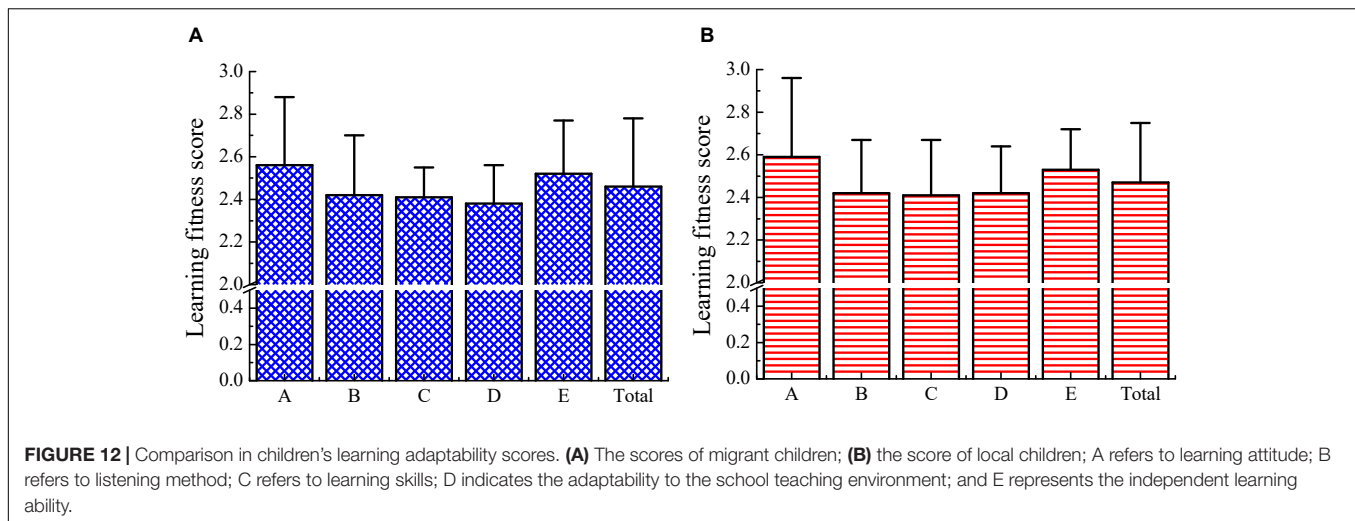 A
Learning fitness score
3.0
2.8
2.6
2.4
2.2
2.0
0.4
0.2
0.0
A B C D E Total
B
Learning fitness score
3.0
2.8
2.6
2.4
2.2
2.0
0.4
0.2
0.0
A B C D E Total
FIGURE 12 | Comparison in children’s learning adaptability scores. (A) The scores of migrant children; (B) the score of local children; A refers to learning attitude; B
refers to listening method; C refers to learning skills; D indicates the adaptability to the school teaching environment; and E represents the independent learning
ability.